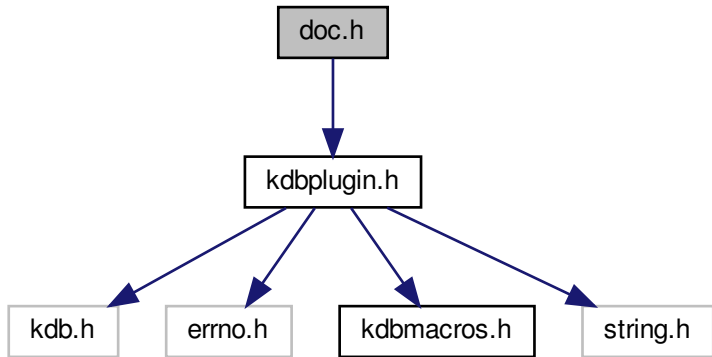 doc.h
kdbplugin.h
kdb.h
errno.h
kdbmacros.h
string.h